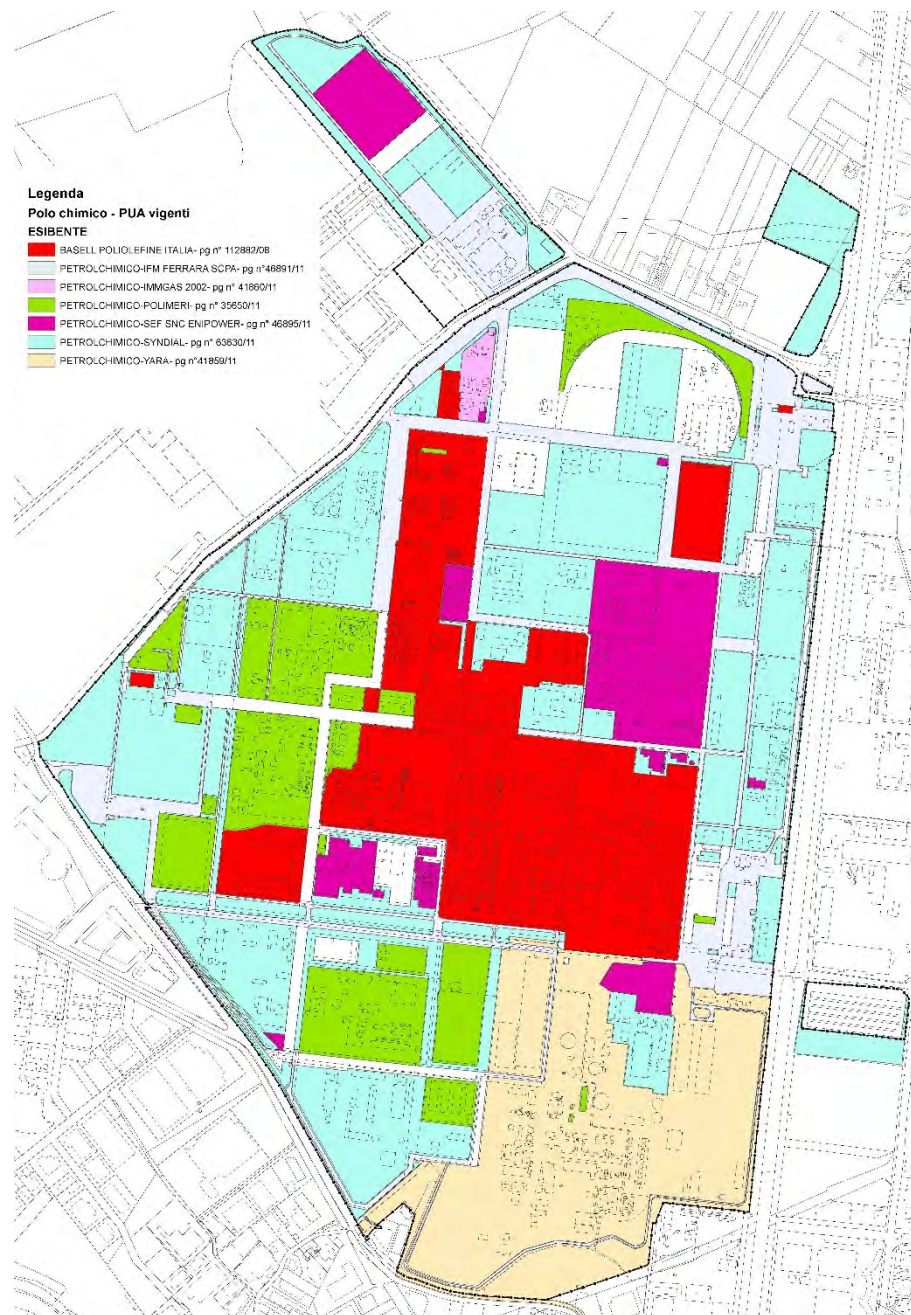 Legenda
Polo chimico - PUA vigenti
ESIBENTE
BASELL POLIOLEFINE ITALIA- pg n° 112882/08
PETROLCHIMICO-IFM FERRARA SCPA- pg n°46891/11
PETROLCHIMICO-IMMGAS 2002- pg n° 41860/11
PETROLCHIMICO-POLIMERI- pg n° 35650/11
PETROLCHIMICO-SEF SNC ENIPOWER- pg n° 46895/11
PETROLCHIMICO-SYNDIAL- pg n° 63630/11
PETROLCHIMICO-YARA- pg n°41859/11